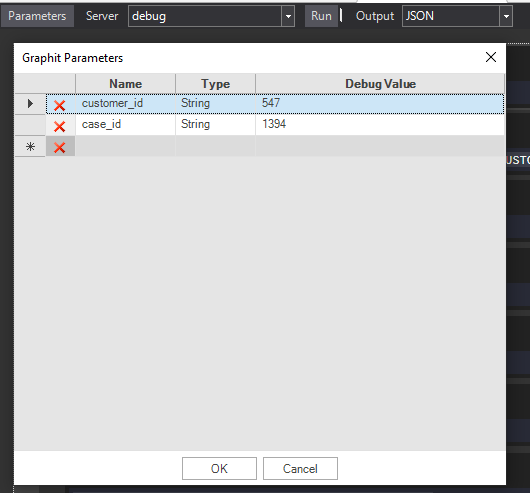 Parameters Server debug Run Output JSON
Graphit Parameters
Name Type Debug Value
customer_id String 547
case_id String 1394
USTO
OK Cancel